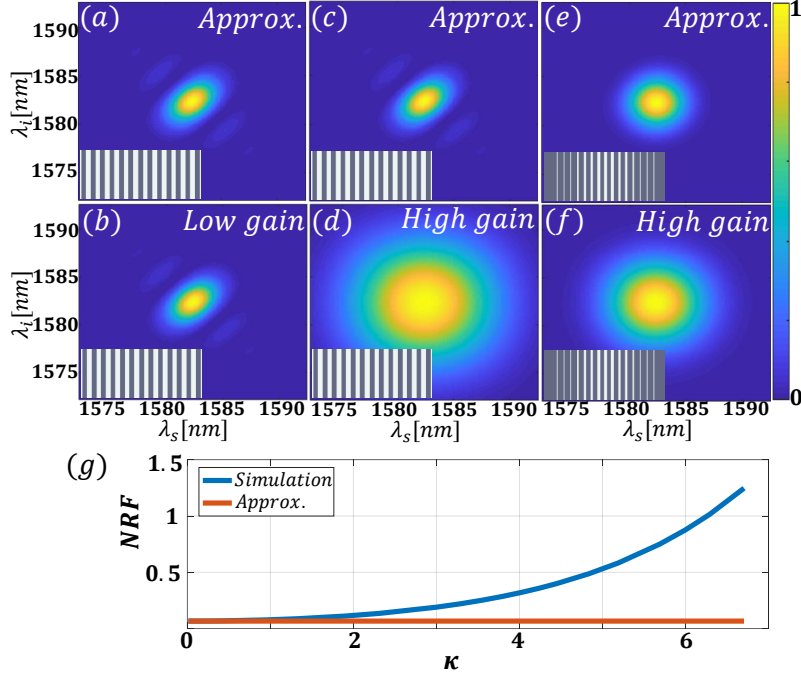 (a) Approx.
(c) Approx.
(e) Approx.
1
1590
1585
1580
1575
λi[nm]
(b) Low gain
(d) High gain
(f) High gain
1590
1585
1580
1575
λi[nm]
0
1575 1580 1585 1590
1575 1580 1585 1590
1575 1580 1585 1590
λs[nm]
λs[nm]
λs[nm]
(g)
1.5
1
0.5
NRF
Simulation
Approx.
0 2 4 6
κ